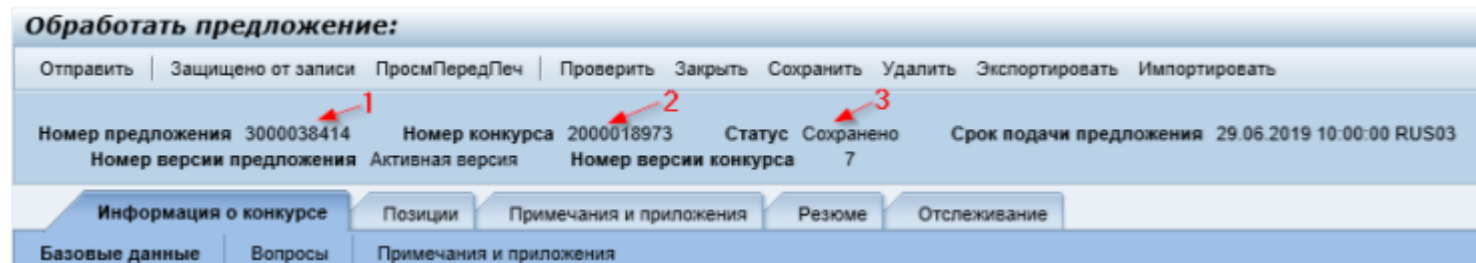 Обработать предложение:
Отправить Защищено от записи ПросмПередПеч Проверить Закрыть Сохранить Удалить Экспортировать Импортировать
1 2 3
Номер предложения 3000038414 Номер конкурса 2000018973 Статус Сохранено Срок подачи предложения 29.06.2019 10:00:00 RUS03
Номер версии предложения Активная версия Номер версии конкурса 7
Информация о конкурсе Позиции Примечания и приложения Резюме Отслеживание
Базовые данные Вопросы Примечания и приложения